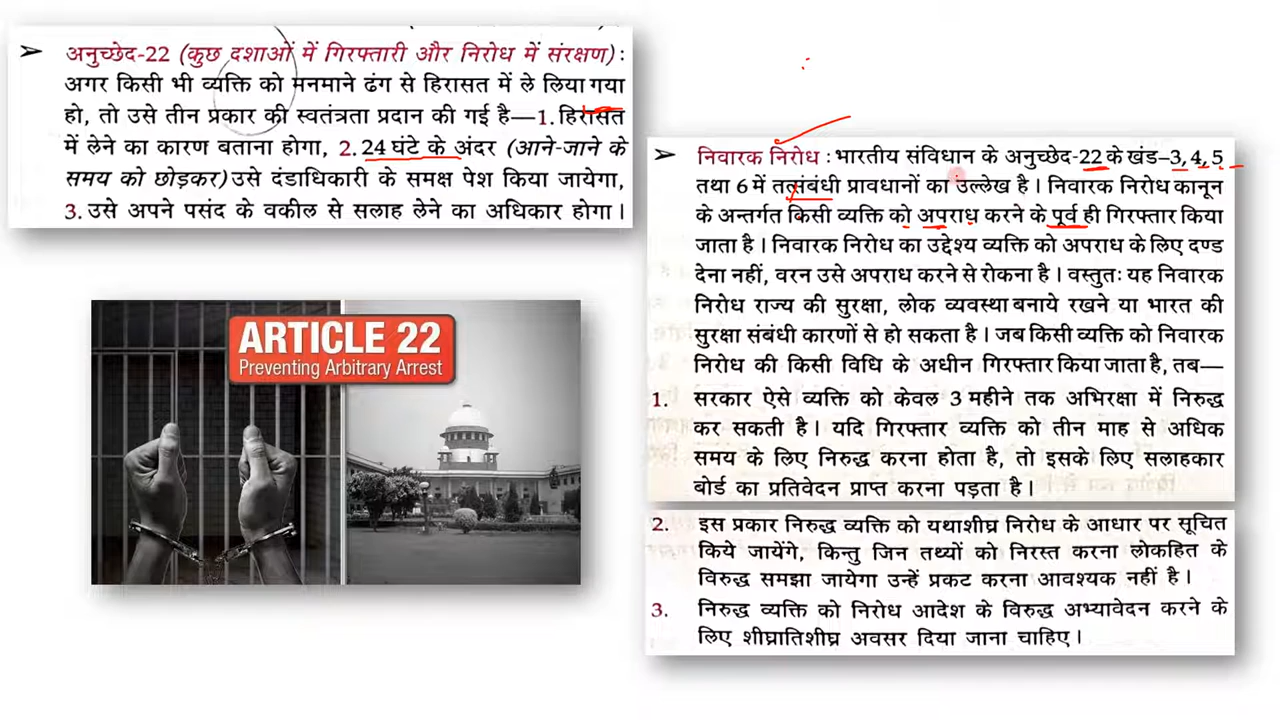 ➢ अनुच्छेद-22 (कुछ दशाओं में गिरफ्तारी और निरोध में संरक्षण) :
अगर किसी भी व्यक्ति को मनमाने ढंग से हिरासत में ले लिया गया
हो, तो उसे तीन प्रकार की स्वतंत्रता प्रदान की गई है—1. हिरासत
में लेने का कारण बताना होगा, 2. 24 घंटे के अंदर (आने-जाने के
समय को छोड़कर) उसे दंडाधिकारी के समक्ष पेश किया जायेगा,
3. उसे अपने पसंद के वकील से सलाह लेने का अधिकार होगा।
ARTICLE 22
Preventing Arbitrary Arrest
➢ निवारक निरोध : भारतीय संविधान के अनुच्छेद-22 के खंड–3, 4, 5
तथा 6 में तत्संबंधी प्रावधानों का उल्लेख है। निवारक निरोध कानून
के अन्तर्गत किसी व्यक्ति को अपराध करने के पूर्व ही गिरफ्तार किया
जाता है। निवारक निरोध का उद्देश्य व्यक्ति को अपराध के लिए दण्ड
देना नहीं, वरन उसे अपराध करने से रोकना है। वस्तुतः यह निवारक
निरोध राज्य की सुरक्षा, लोक व्यवस्था बनाये रखने या भारत की
सुरक्षा संबंधी कारणों से हो सकता है। जब किसी व्यक्ति को निवारक
निरोध की किसी विधि के अधीन गिरफ्तार किया जाता है, तब—
1. सरकार ऐसे व्यक्ति को केवल 3 महीने तक अभिरक्षा में निरुद्ध
कर सकती है। यदि गिरफ्तार व्यक्ति को तीन माह से अधिक
समय के लिए निरुद्ध करना होता है, तो इसके लिए सलाहकार
बोर्ड का प्रतिवेदन प्राप्त करना पड़ता है।
2. इस प्रकार निरुद्ध व्यक्ति को यथाशीघ्र निरोध के आधार पर सूचित
किये जायेंगे, किन्तु जिन तथ्यों को निरस्त करना लोकहित के
विरुद्ध समझा जायेगा उन्हें प्रकट करना आवश्यक नहीं है।
3. निरुद्ध व्यक्ति को निरोध आदेश के विरुद्ध अभ्यावेदन करने के
लिए शीघ्रातिशीघ्र अवसर दिया जाना चाहिए।